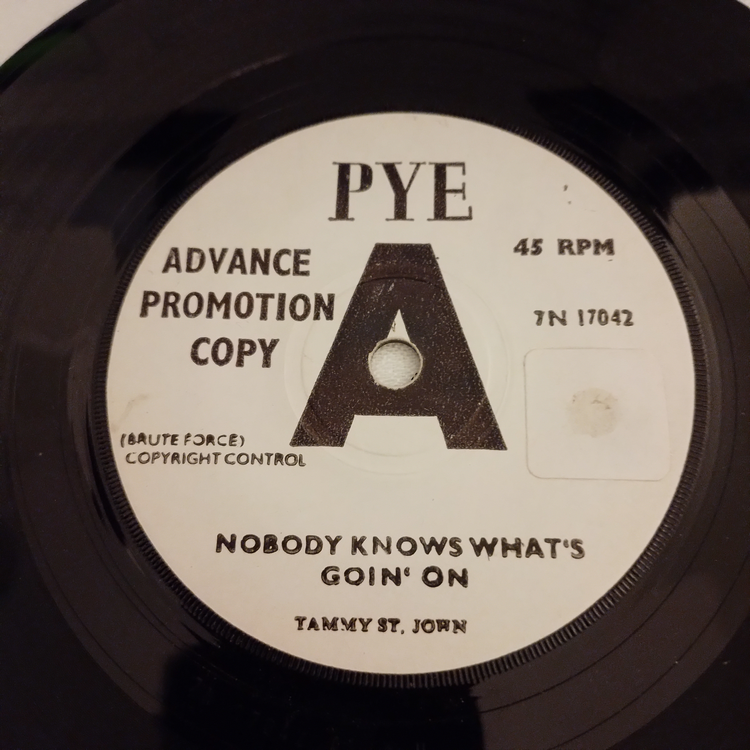 PYE
ADVANCE
PROMOTION
COPY
A
45 RPM
7N 17042
(BRUTE FORCE)
COPYRIGHT CONTROL
NOBODY KNOWS WHAT'S
GOIN' ON
TAMMY ST. JOHN